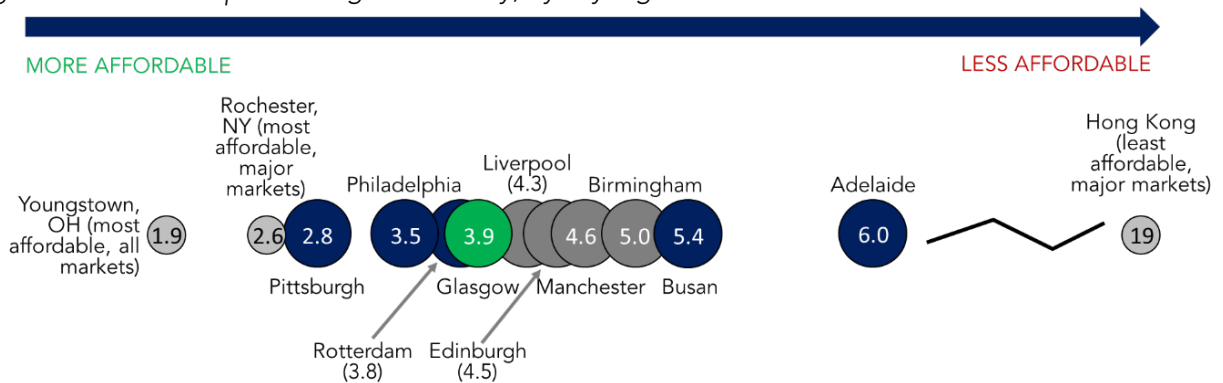 MORE AFFORDABLE
LESS AFFORDABLE
Youngstown,
OH (most
affordable, all
markets)
1.9
Rochester,
NY (most
affordable,
major
markets)
2.6
2.8
Pittsburgh
Philadelphia
3.5
Rotterdam
(3.8)
3.9
Glasgow
Liverpool
(4.3)
Edinburgh
(4.5)
4.6
Manchester
Birmingham
5.0
5.4
Busan
Adelaide
6.0
Hong Kong
(least
affordable,
major markets)
19